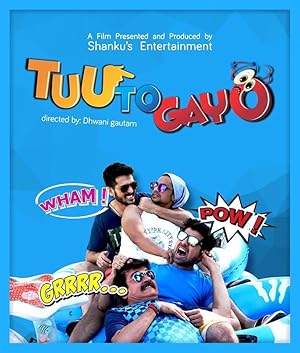 A Film Presented and Produced by
Shanku's Entertainment
TUU TO GAYO
directed by: Dhwani gautam
WHAM!
POW!
GRRRR...